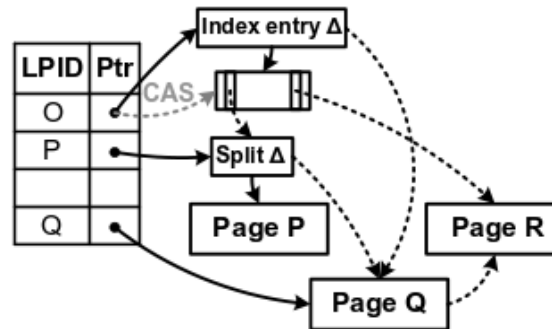 Index entry Δ
LPID Ptr
O
CAS
P
Split Δ
Page P
Page R
Q
Page Q